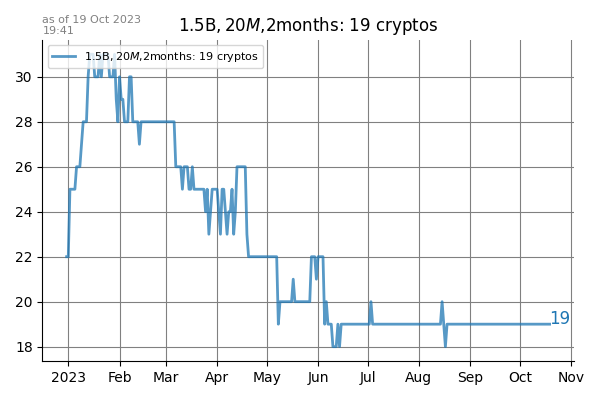 as of 19 Oct 2023
19:41
1.5B, 20M,2months: 19 cryptos
1.5B, 20M,2months: 19 cryptos
30
28
26
24
22
20
18
19
2023 Feb Mar Apr May Jun Jul Aug Sep Oct Nov